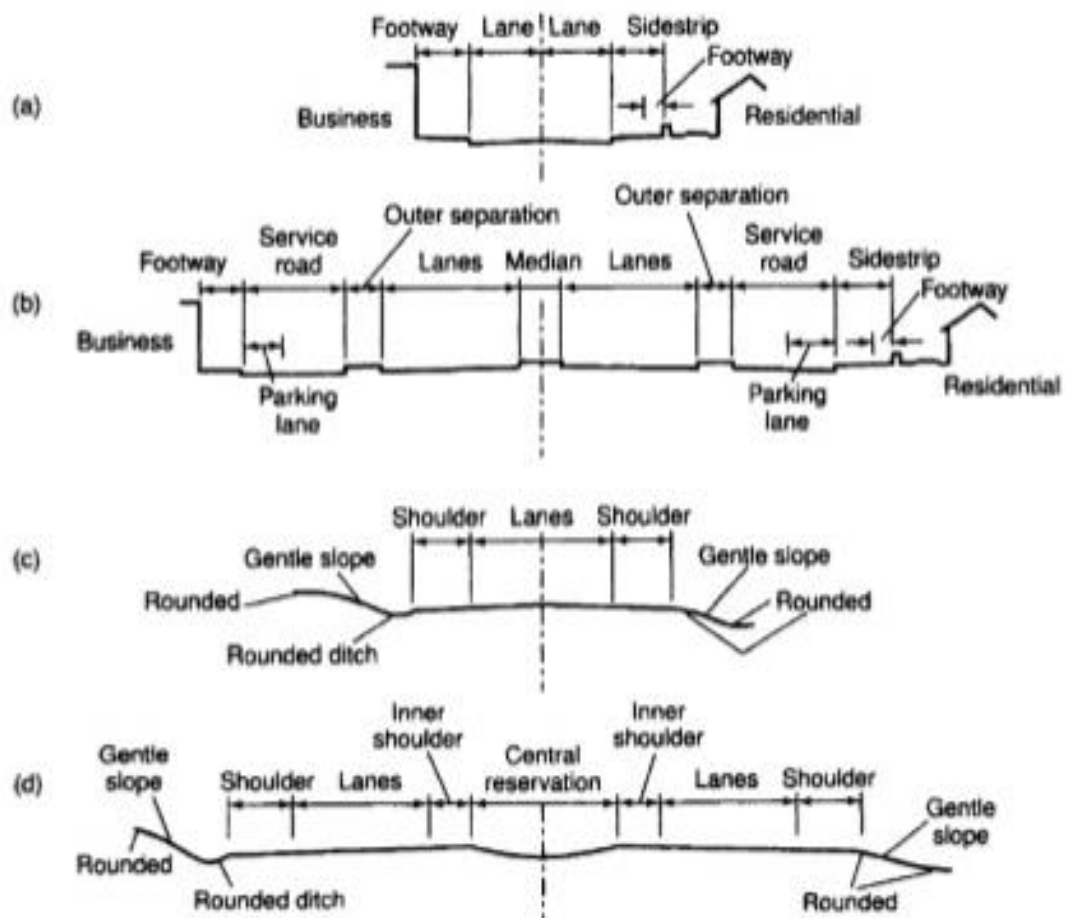 Footway Lane Lane Sidestrip
Footway
(a)
Business
Residential
Outer separation
Outer separation
Service
road
Service
road
Footway
Lanes Median Lanes
Sidestrip
Footway
(b)
Business
Parking
lane
Parking
lane
Residential
Shoulder Lanes Shoulder
(c)
Gentle slope
Gentle slope
Rounded
Rounded
Rounded ditch
Inner
shoulder
Inner
shoulder
Gentle
slope
Central
reservation
(d)
Shoulder Lanes
Lanes Shoulder
Gentle
slope
Rounded
Rounded ditch
Rounded